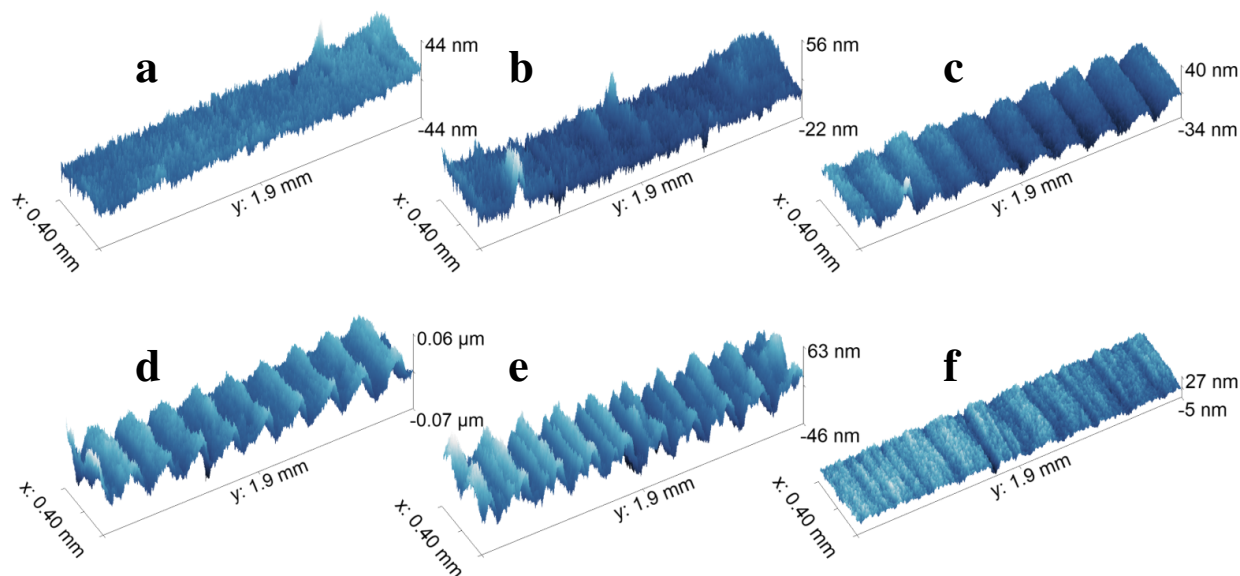 a
44 nm
-44 nm
x: 0.40 mm
y: 1.9 mm
b
56 nm
-22 nm
x: 0.40 mm
y: 1.9 mm
c
40 nm
-34 nm
x: 0.40 mm
y: 1.9 mm
d
0.06 µm
-0.07 µm
x: 0.40 mm
y: 1.9 mm
e
63 nm
-46 nm
x: 0.40 mm
y: 1.9 mm
f
27 nm
-5 nm
x: 0.40 mm
y: 1.9 mm